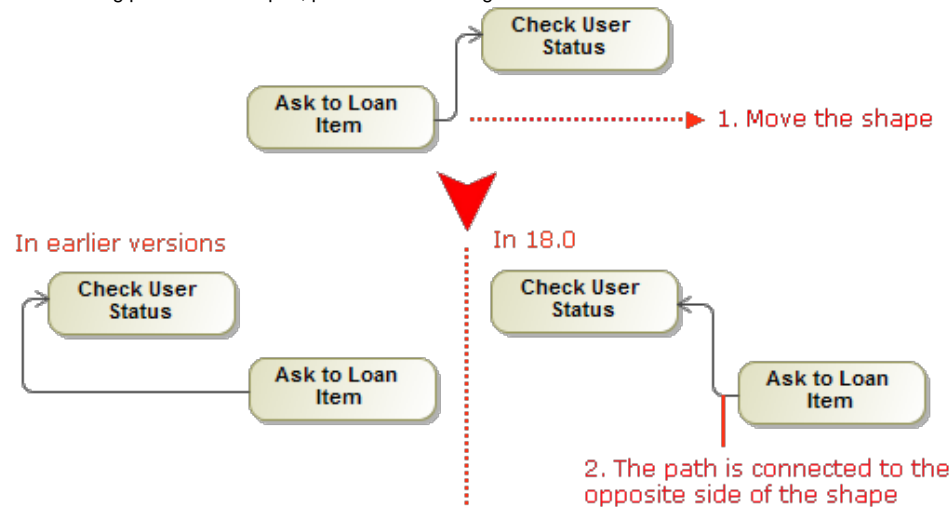 Check User
Status
Ask to Loan
Item
1. Move the shape
In earlier versions
In 18.0
Check User
Status
Check User
Status
Ask to Loan
Item
Ask to Loan
Item
2. The path is connected to the
opposite side of the shape